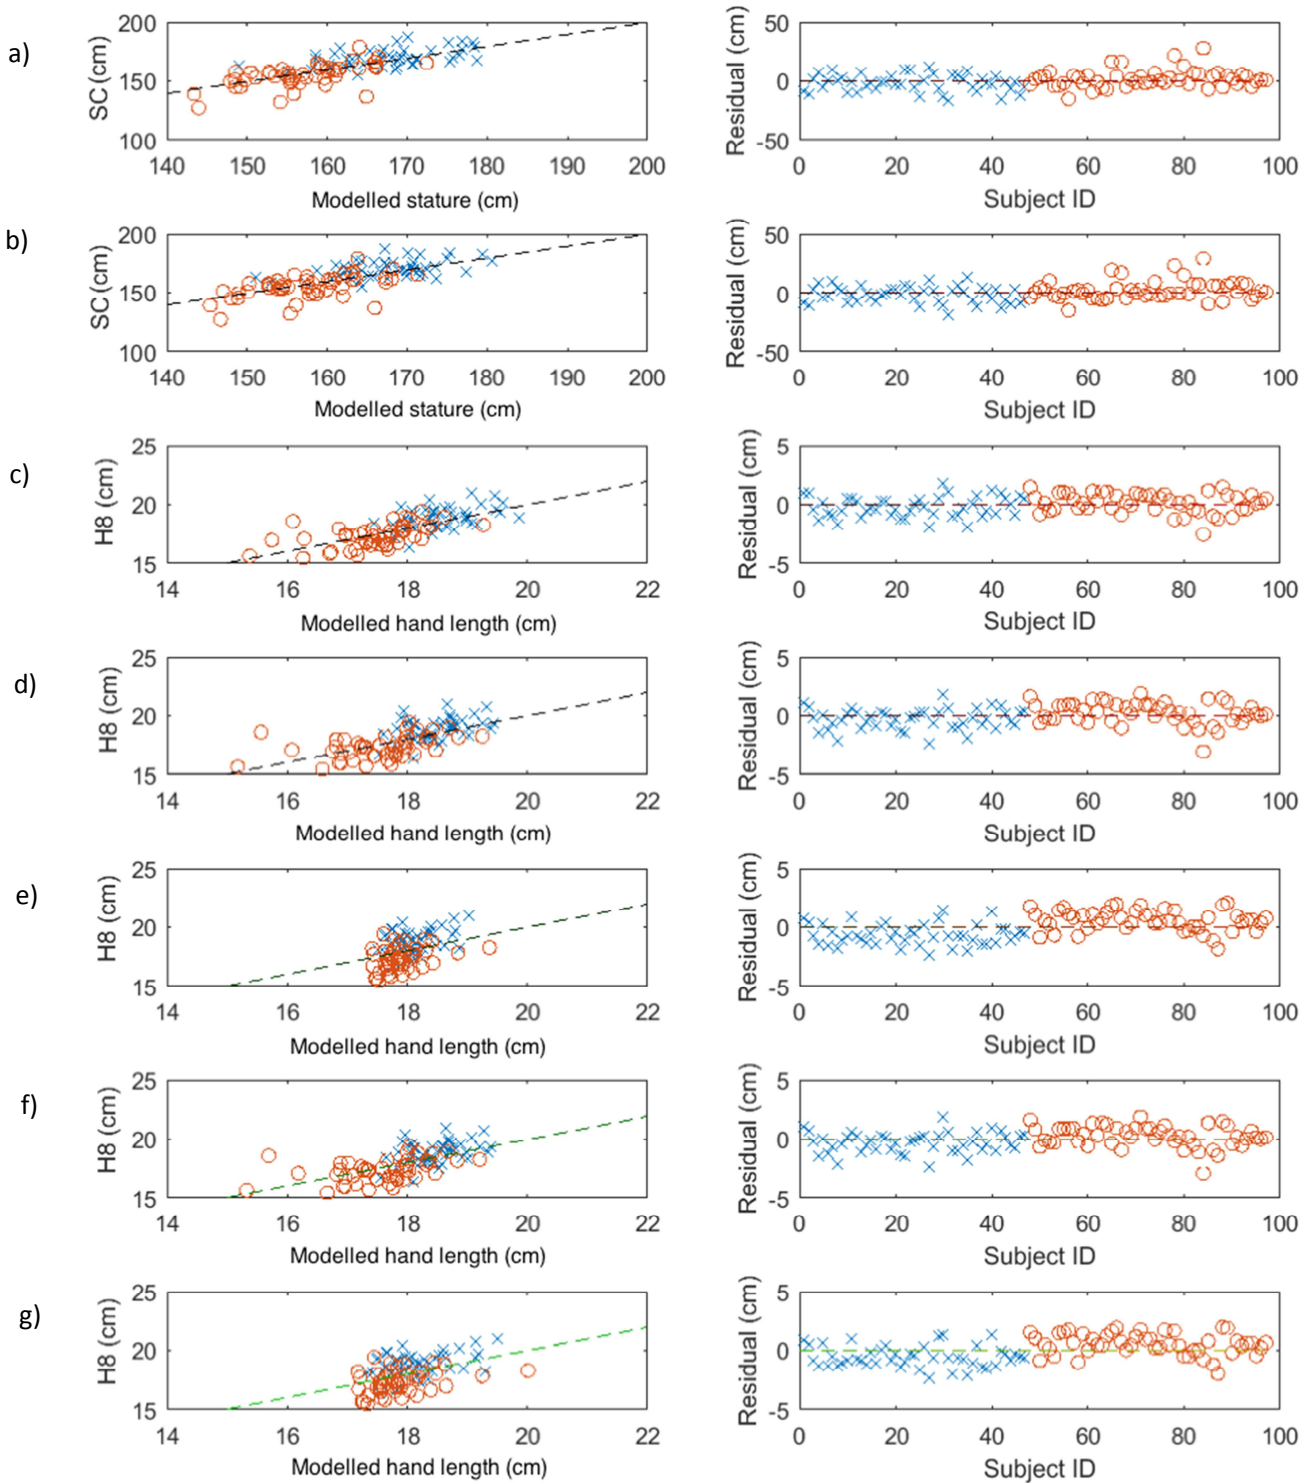 a)
SC (cm)
200
150
100
140 150 160 170 180 190 200
Modelled stature (cm)
Residual (cm)
50
0
-50
0 20 40 60 80 100
Subject ID
b)
SC (cm)
200
150
100
140 150 160 170 180 190 200
Modelled stature (cm)
Residual (cm)
50
0
-50
0 20 40 60 80 100
Subject ID
c)
H8 (cm)
25
20
15
14 16 18 20 22
Modelled hand length (cm)
Residual (cm)
5
0
-5
0 20 40 60 80 100
Subject ID
d)
H8 (cm)
25
20
15
14 16 18 20 22
Modelled hand length (cm)
Residual (cm)
5
0
-5
0 20 40 60 80 100
Subject ID
e)
H8 (cm)
25
20
15
14 16 18 20 22
Modelled hand length (cm)
Residual (cm)
5
0
-5
0 20 40 60 80 100
Subject ID
f)
H8 (cm)
25
20
15
14 16 18 20 22
Modelled hand length (cm)
Residual (cm)
5
0
-5
0 20 40 60 80 100
Subject ID
g)
H8 (cm)
25
20
15
14 16 18 20 22
Modelled hand length (cm)
Residual (cm)
5
0
-5
0 20 40 60 80 100
Subject ID